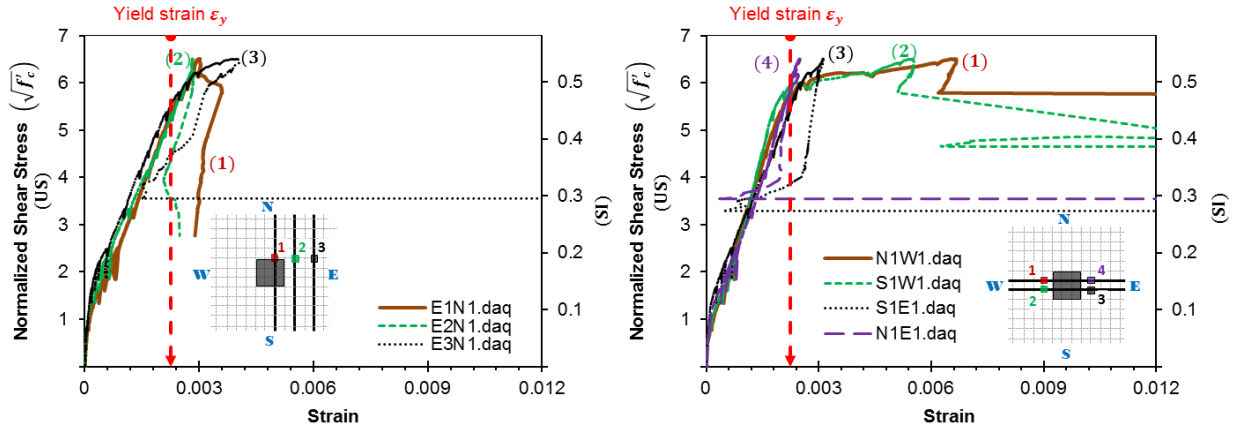 Yield strain ε_y
7
6
5
4
3
2
1
0.5
0.4
0.3
0.2
0.1
Normalized Shear Stress (√f'_c)
(US)
(SI)
(2)
(3)
(1)
N
W
E
S
1
2
3
E1N1.daq
E2N1.daq
E3N1.daq
0
0.003
0.006
0.009
0.012
Strain
Yield strain ε_y
7
6
5
4
3
2
1
0.5
0.4
0.3
0.2
0.1
Normalized Shear Stress (√f'_c)
(US)
(SI)
(4)
(3)
(2)
(1)
N
W
E
S
1
2
4
3
N1W1.daq
S1W1.daq
S1E1.daq
N1E1.daq
0
0.003
0.006
0.009
0.012
Strain